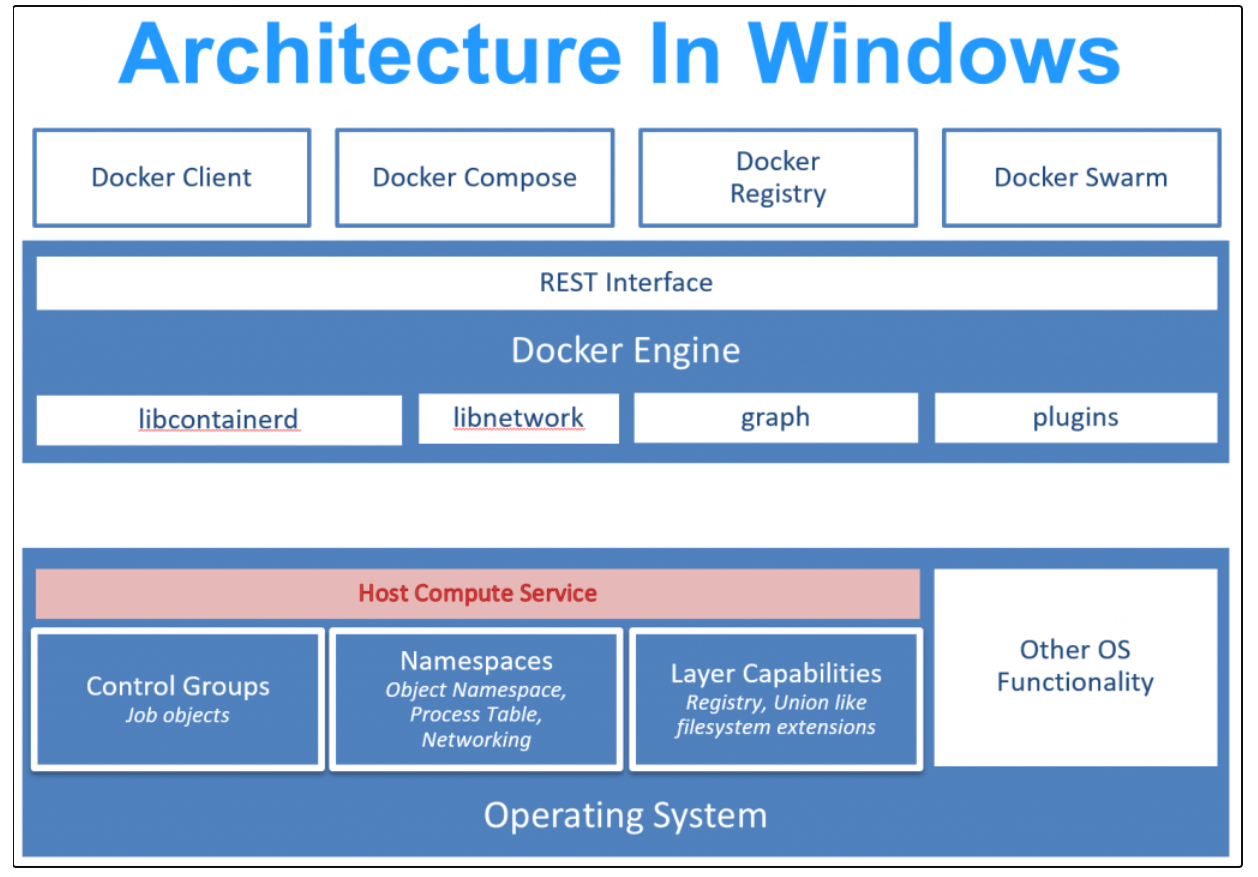 Architecture In Windows
Docker Client
Docker Compose
Docker
Registry
Docker Swarm
REST Interface
Docker Engine
libcontainerd
libnetwork
graph
plugins
Host Compute Service
Control Groups
Job objects
Namespaces
Object Namespace,
Process Table,
Networking
Layer Capabilities
Registry, Union like
filesystem extensions
Other OS
Functionality
Operating System